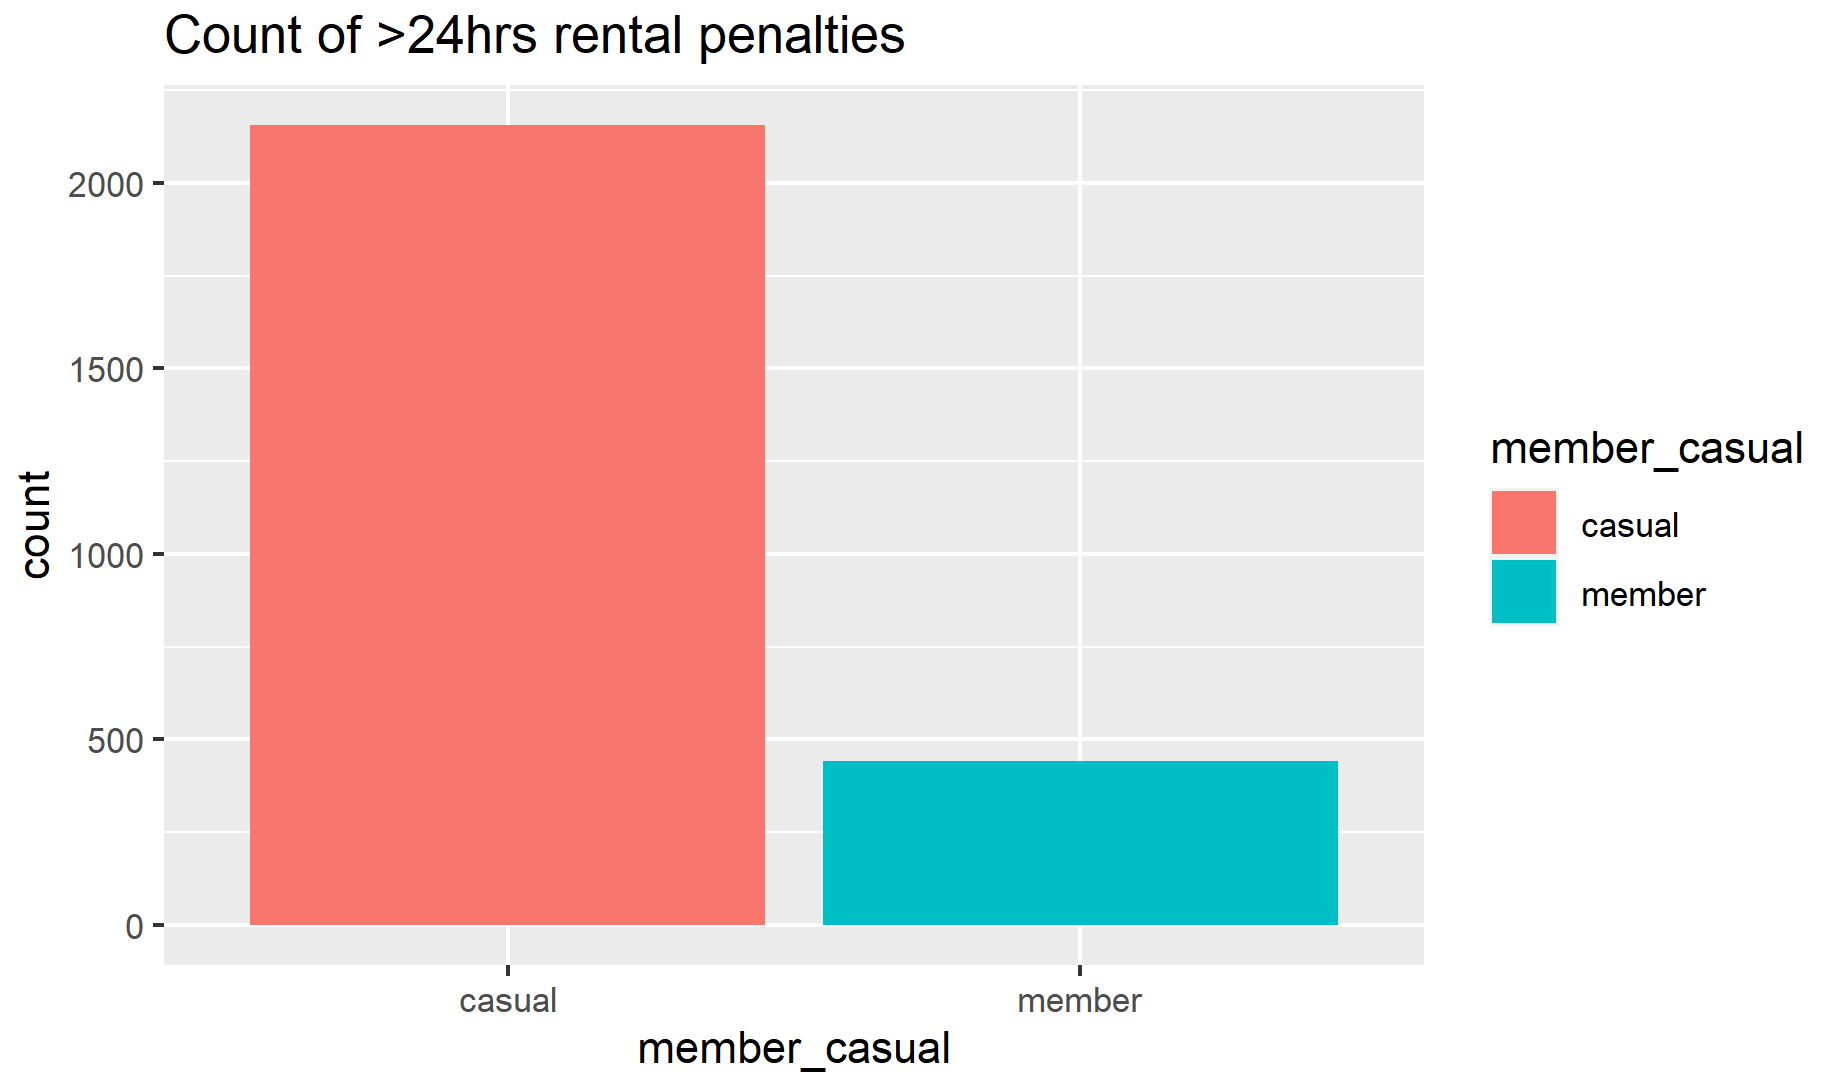 Count of >24hrs rental penalties
count
2000
1500
1000
500
0
casual
member
member_casual
member_casual
casual
member